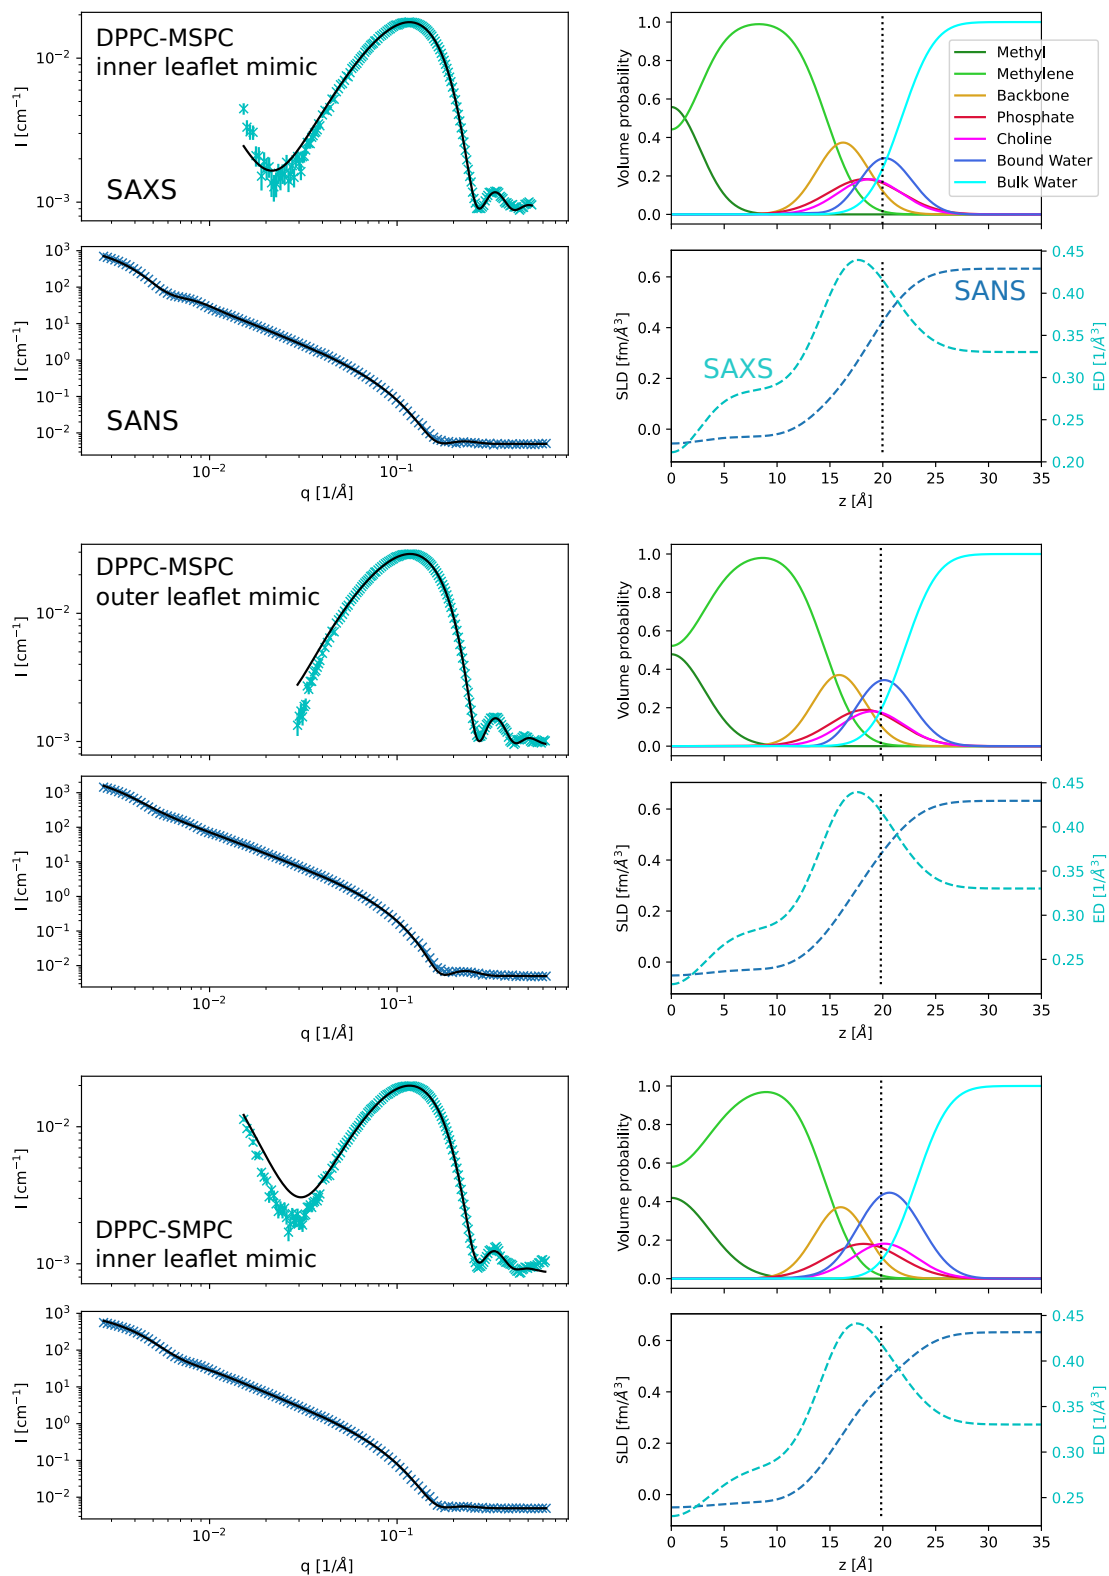 DPPC-MSPC
inner leaflet mimic
SAXS
I [cm⁻¹]
10⁻²
10⁻³
Volume probability
1.0
0.8
0.6
0.4
0.2
0.0
Methyl
Methylene
Backbone
Phosphate
Choline
Bound Water
Bulk Water
I [cm⁻¹]
10³
10²
10¹
10⁰
10⁻¹
10⁻²
SANS
10⁻²
10⁻¹
q [1/Å]
SLD [fm/Å³]
0.6
0.4
0.2
0.0
SAXS
SANS
0.45
0.40
0.35
0.30
0.25
0.20
ED [1/Å³]
0 5 10 15 20 25 30 35
z [Å]
DPPC-MSPC
outer leaflet mimic
I [cm⁻¹]
10⁻²
10⁻³
Volume probability
1.0
0.8
0.6
0.4
0.2
0.0
I [cm⁻¹]
10³
10²
10¹
10⁰
10⁻¹
10⁻²
10⁻²
10⁻¹
q [1/Å]
SLD [fm/Å³]
0.6
0.4
0.2
0.0
0.45
0.40
0.35
0.30
0.25
ED [1/Å³]
0 5 10 15 20 25 30 35
z [Å]
I [cm⁻¹]
10⁻²
10⁻³
DPPC-SMPC
inner leaflet mimic
Volume probability
1.0
0.8
0.6
0.4
0.2
0.0
I [cm⁻¹]
10³
10²
10¹
10⁰
10⁻¹
10⁻²
10⁻²
10⁻¹
q [1/Å]
SLD [fm/Å³]
0.6
0.4
0.2
0.0
0.45
0.40
0.35
0.30
0.25
ED [1/Å³]
0 5 10 15 20 25 30 35
z [Å]